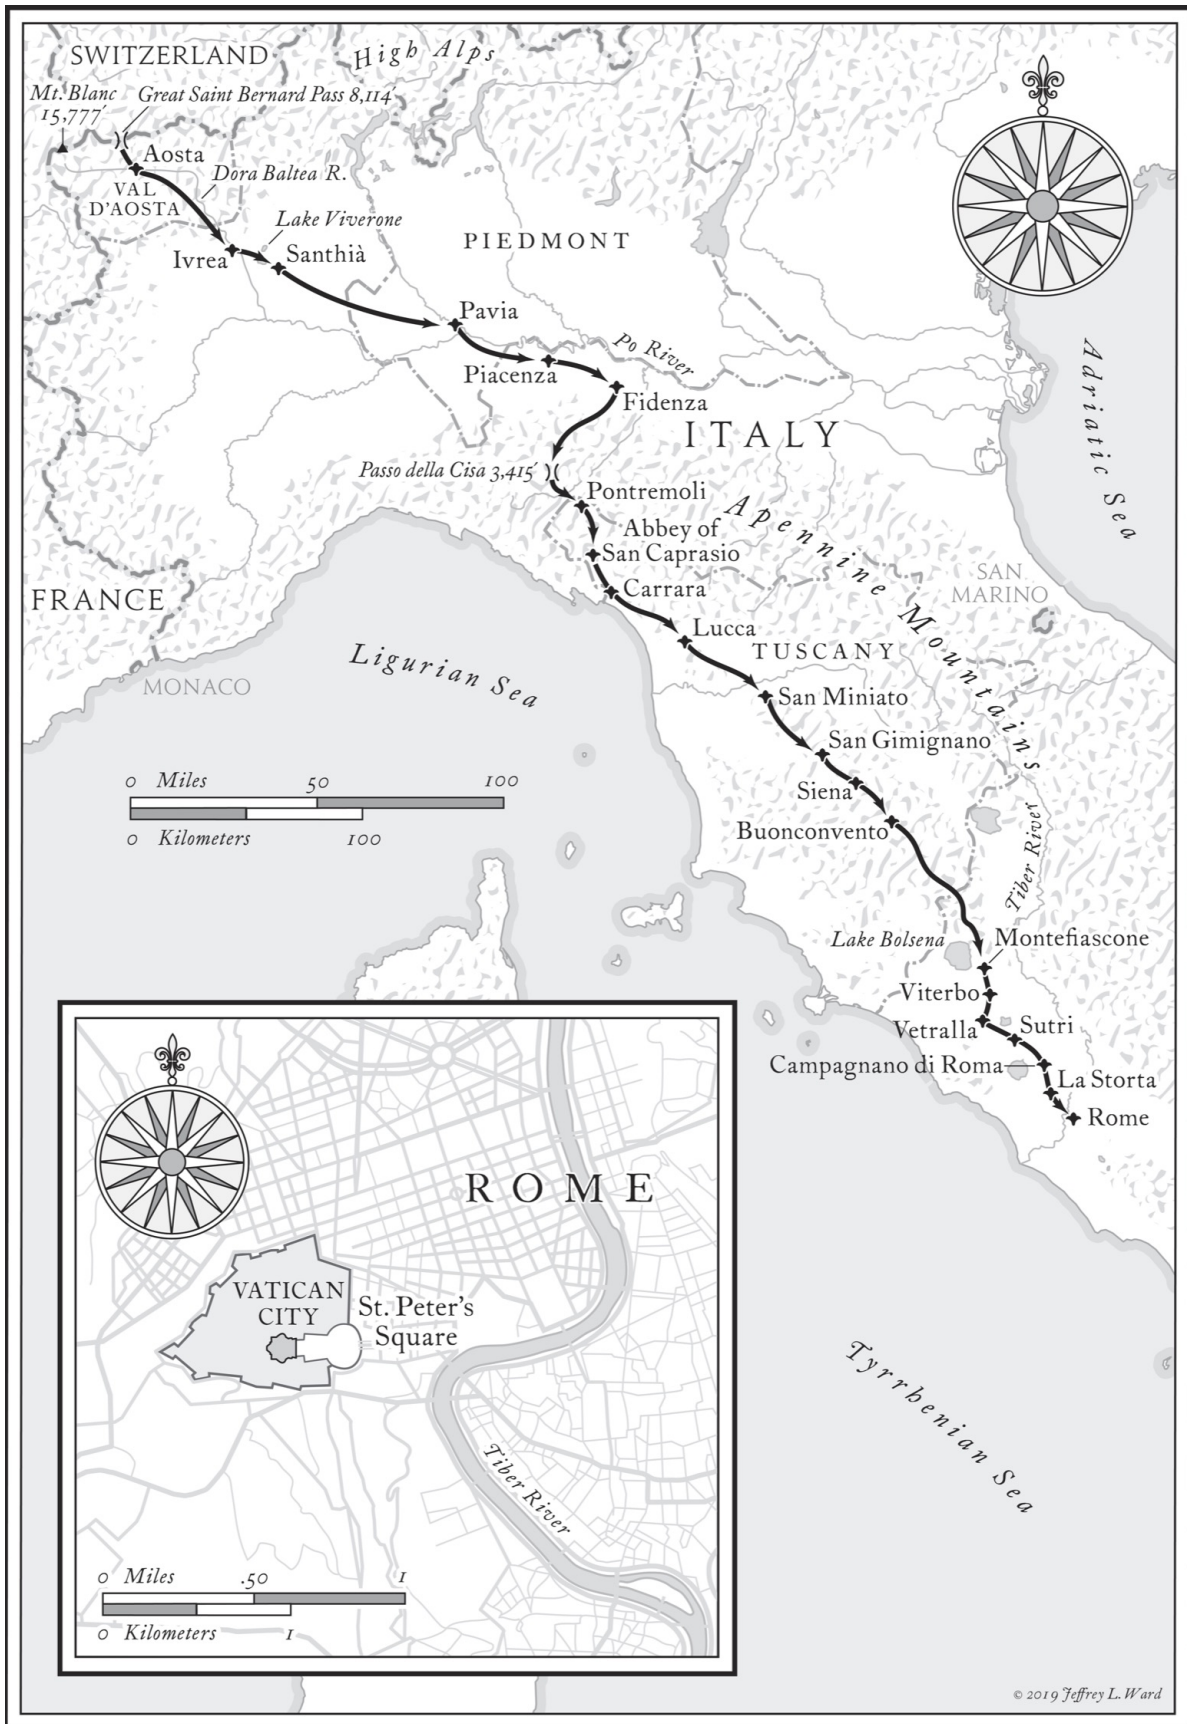 SWITZERLAND
High Alps
Mt. Blanc
15,777′
Great Saint Bernard Pass 8,114′
Aosta
VAL
D'AOSTA
Dora Baltea R.
Lake Viverone
Ivrea
Santhià
PIEDMONT
Pavia
Piacenza
Po River
Fidenza
ITALY
Adriatic Sea
Passo della Cisa 3,415′
Pontremoli
Abbey of
San Caprasio
Apennine Mountains
Carrara
SAN
MARINO
FRANCE
MONACO
Ligurian Sea
Lucca
TUSCANY
San Miniato
San Gimignano
Siena
Buonconvento
0 Miles 50 100
0 Kilometers 100
Tiber River
Lake Bolsena
Montefiascone
Viterbo
Vetralla
Sutri
Campagnano di Roma
La Storta
Rome
ROME
VATICAN
CITY
St. Peter's
Square
Tiber River
0 Miles .50 1
0 Kilometers 1
Tyrrhenian Sea
© 2019 Jeffrey L. Ward